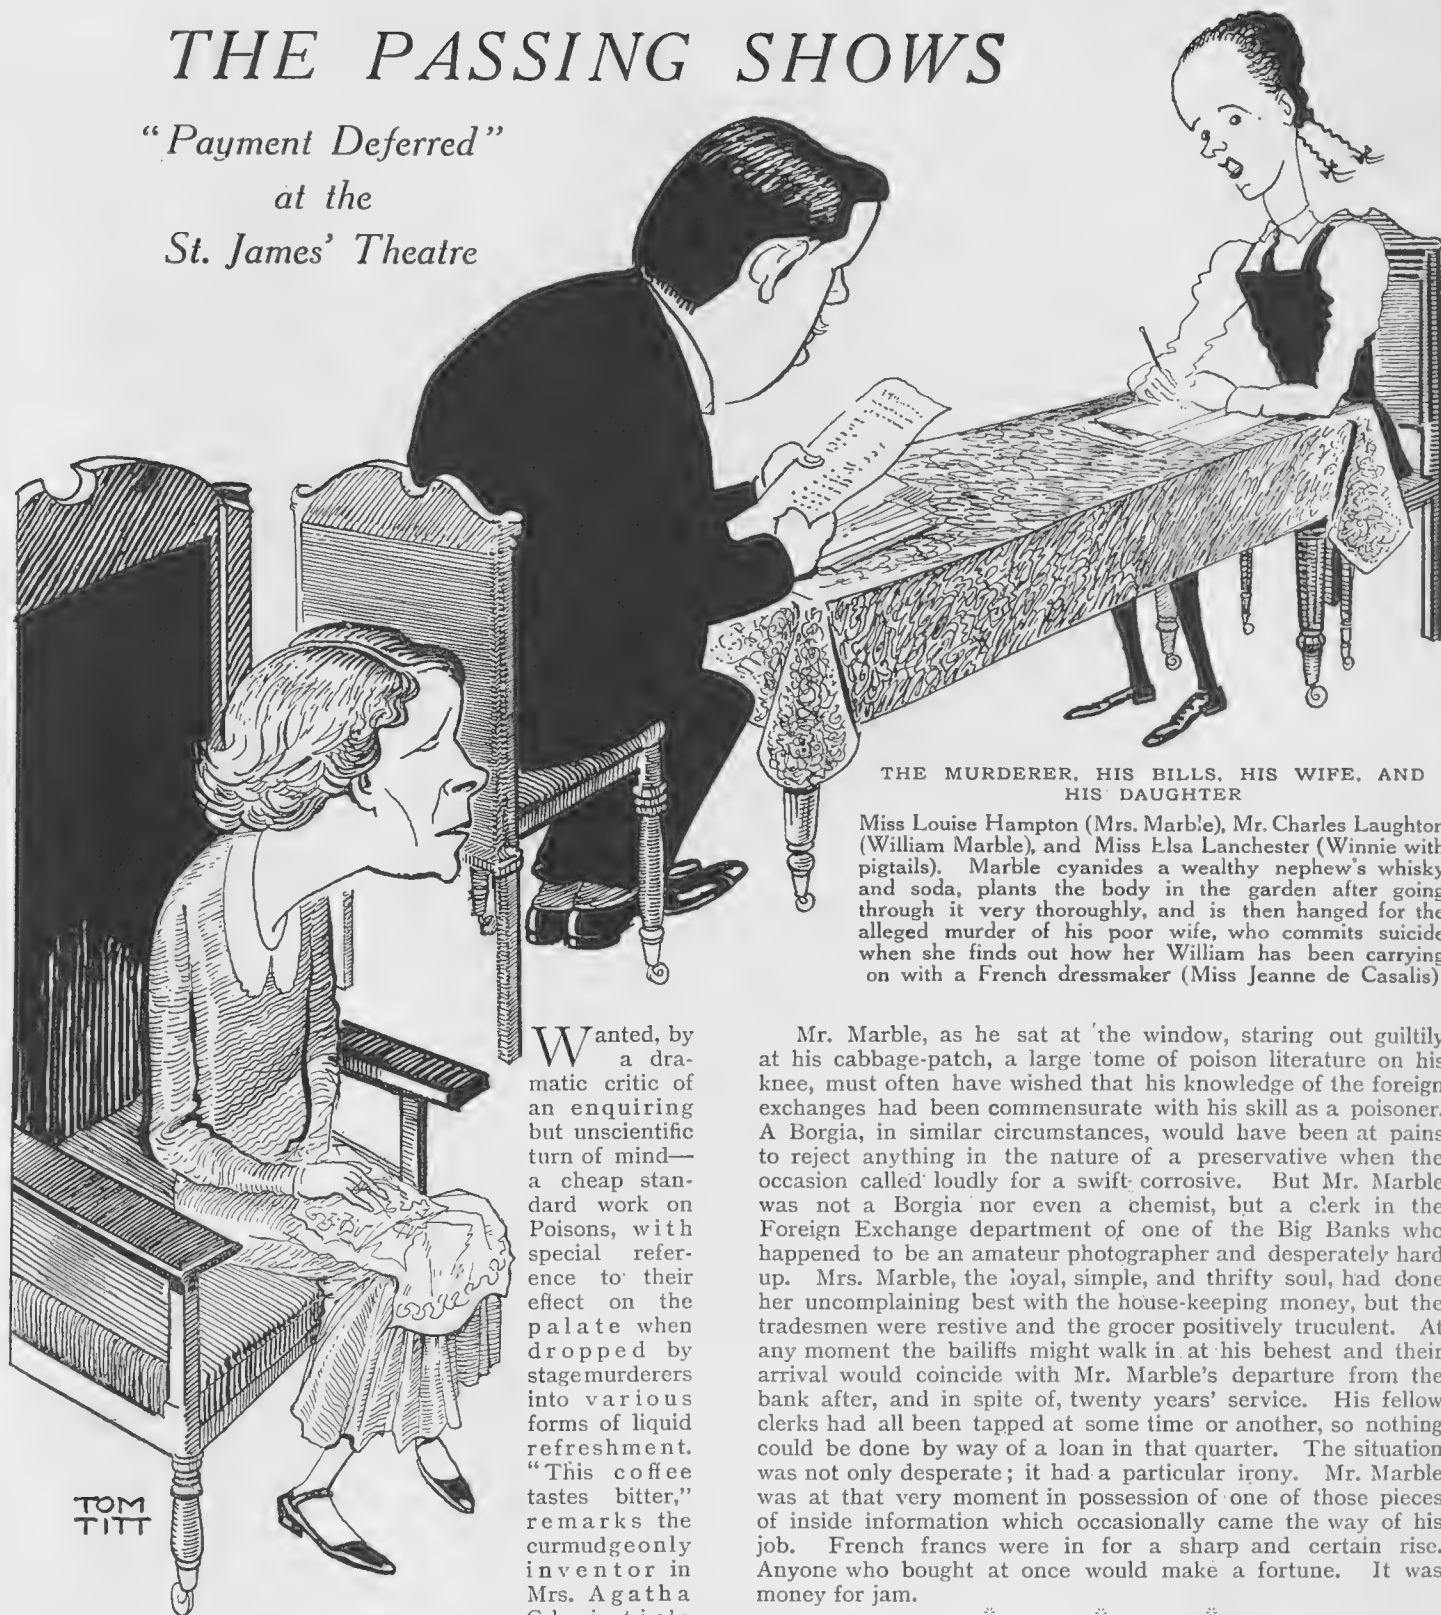 THE PASSING SHOWS
“Payment Deferred”
at the
St. James’ Theatre
THE MURDERER, HIS BILLS, HIS WIFE, AND
HIS DAUGHTER
Miss Louise Hampton (Mrs. Marble), Mr. Charles Laughton
(William Marble), and Miss Elsa Lanchester (Winnie with
pigtails). Marble cyanides a wealthy nephew’s whisky
and soda, plants the body in the garden after going
through it very thoroughly, and is then hanged for the
alleged murder of his poor wife, who commits suicide
when she finds out how her William has been carrying
on with a French dressmaker (Miss Jeanne de Casalis)
TOM
TITT
Wanted, by
a dra-
matic critic of
an enquiring
but unscientific
turn of mind—
a cheap stan-
dard work on
Poisons, with
special refer-
ence to their
effect on the
palate when
dropped by
stage murderers
into various
forms of liquid
refreshment.
“This coffee
tastes bitter,”
remarks the
curmudgeonly
inventor in
Mrs. Agatha
Mr. Marble, as he sat at the window, staring out guiltily
at his cabbage-patch, a large tome of poison literature on his
knee, must often have wished that his knowledge of the foreign
exchanges had been commensurate with his skill as a poisoner.
A Borgia, in similar circumstances, would have been at pains
to reject anything in the nature of a preservative when the
occasion called loudly for a swift corrosive. But Mr. Marble
was not a Borgia nor even a chemist, but a clerk in the
Foreign Exchange department of one of the Big Banks who
happened to be an amateur photographer and desperately hard
up. Mrs. Marble, the loyal, simple, and thrifty soul, had done
her uncomplaining best with the house-keeping money, but the
tradesmen were restive and the grocer positively truculent. At
any moment the bailiffs might walk in at his behest and their
arrival would coincide with Mr. Marble’s departure from the
bank after, and in spite of, twenty years’ service. His fellow
clerks had all been tapped at some time or another, so nothing
could be done by way of a loan in that quarter. The situation
was not only desperate; it had a particular irony. Mr. Marble
was at that very moment in possession of one of those pieces
of inside information which occasionally came the way of his
job. French francs were in for a sharp and certain rise.
Anyone who bought at once would make a fortune. It was
money for jam.
* * *